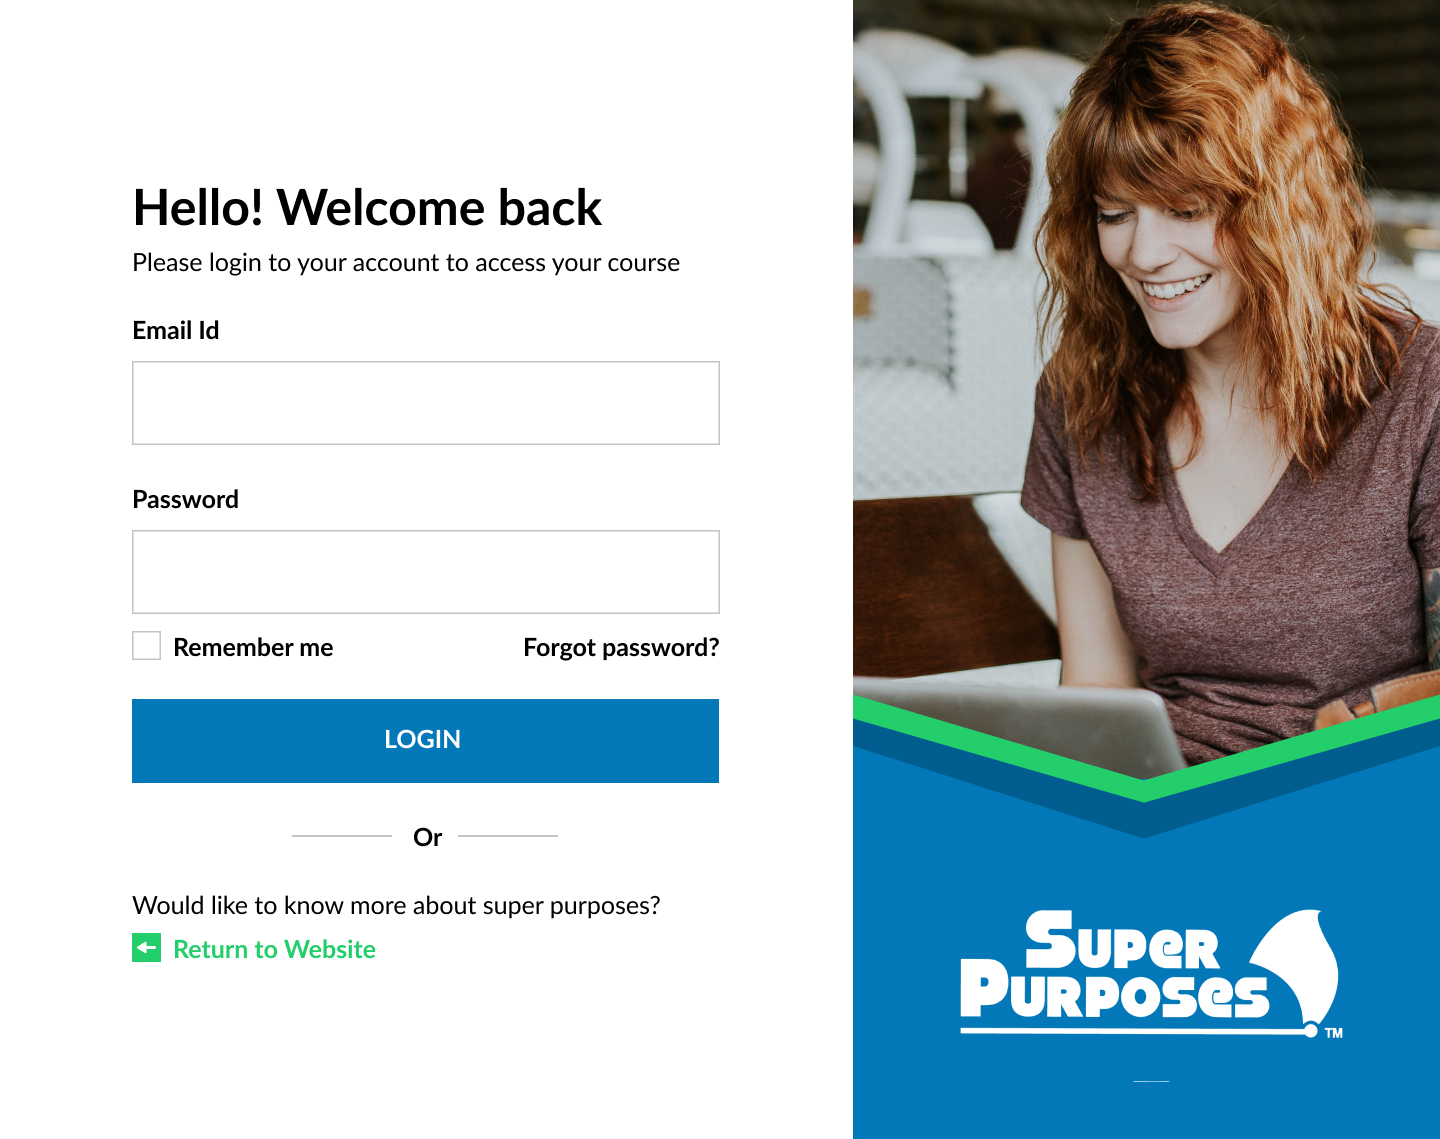 Hello! Welcome back
Please login to your account to access your course
Email Id
Password
Remember me
Forgot password?
LOGIN
Or
Would like to know more about super purposes?
Return to Website
SUPER
PURPOSES
TM